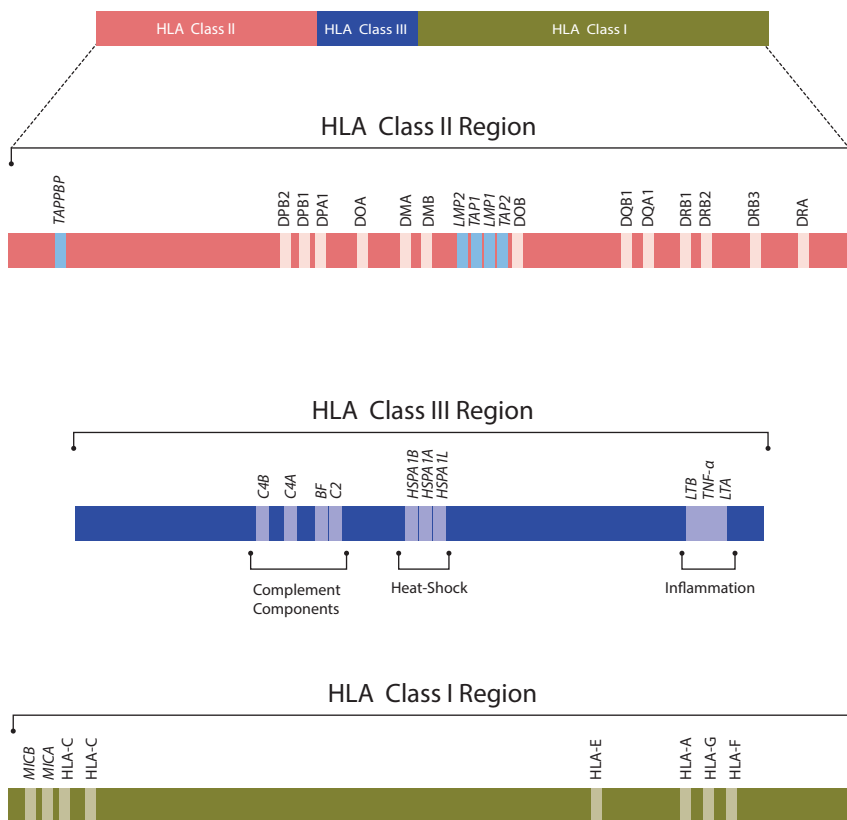 HLA Class II
HLA Class III
HLA Class I
HLA Class II Region
TAPPBP
DPB2
DPB1
DPA1
DOA
DMA
DMB
LMP2
TAP1
LMP1
TAP2
DOB
DQB1
DQA1
DRB1
DRB2
DRB3
DRA
HLA Class III Region
C4B
C4A
BF
C2
HSPA1B
HSPA1A
HSPA1L
LTB
TNF-α
LTA
Complement
Components
Heat-Shock
Inflammation
HLA Class I Region
MICB
MICA
HLA-C
HLA-C
HLA-E
HLA-A
HLA-G
HLA-F